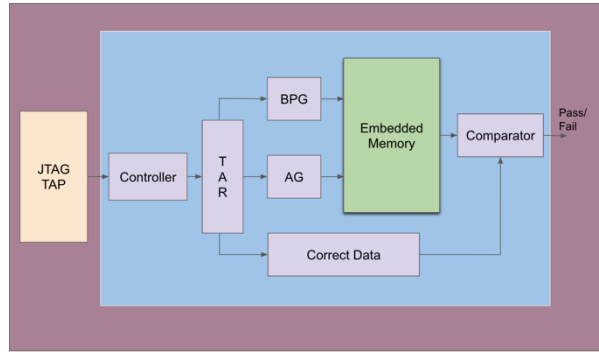 JTAG
TAP
Controller
T
A
R
BPG
AG
Correct Data
Embedded
Memory
Comparator
Pass/
Fail